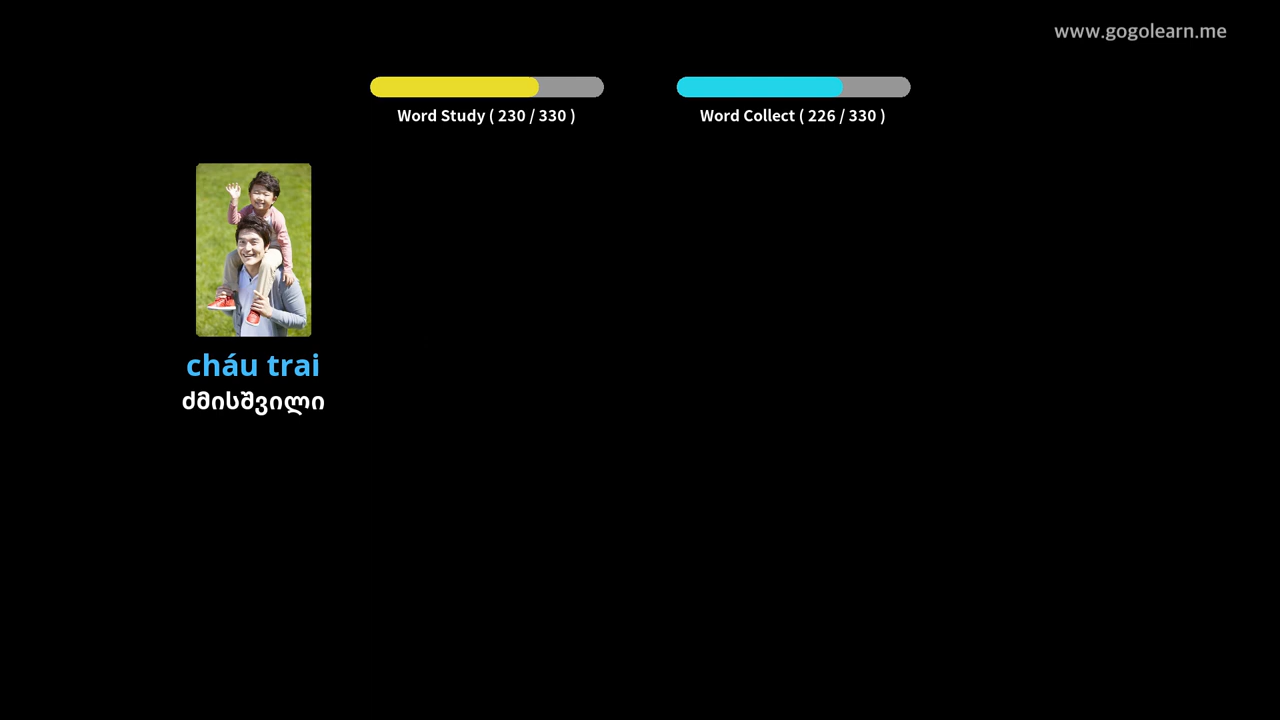 www.gogolearn.me
Word Study ( 230 / 330 )
Word Collect ( 226 / 330 )
cháu trai
ძმისშვილი